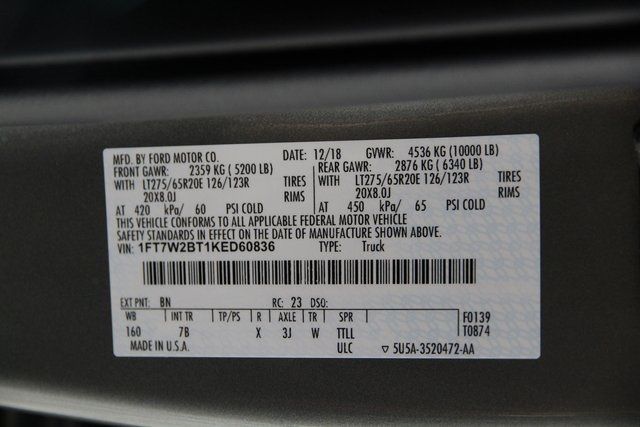 MFD. BY FORD MOTOR CO. DATE: 12/18 GVWR: 4536 KG (10000 LB)
FRONT GAWR: 2359 KG ( 5200 LB) REAR GAWR: 2876 KG ( 6340 LB)
WITH LT275/65R20E 126/123R TIRES WITH LT275/65R20E 126/123R TIRES
20X8.0J RIMS 20X8.0J RIMS
AT 420 kPa/ 60 PSI COLD AT 450 kPa/ 65 PSI COLD
THIS VEHICLE CONFORMS TO ALL APPLICABLE FEDERAL MOTOR VEHICLE
SAFETY STANDARDS IN EFFECT ON THE DATE OF MANUFACTURE SHOWN ABOVE.
VIN: 1FT7W2BT1KED60836 TYPE: Truck
EXT PNT: BN RC: 23 DSO:
WB INT TR TP/PS R AXLE TR SPR F0139
160 7B X 3J W TTLL T0874
MADE IN U.S.A. ULC ▽ 5U5A-3520472-AA